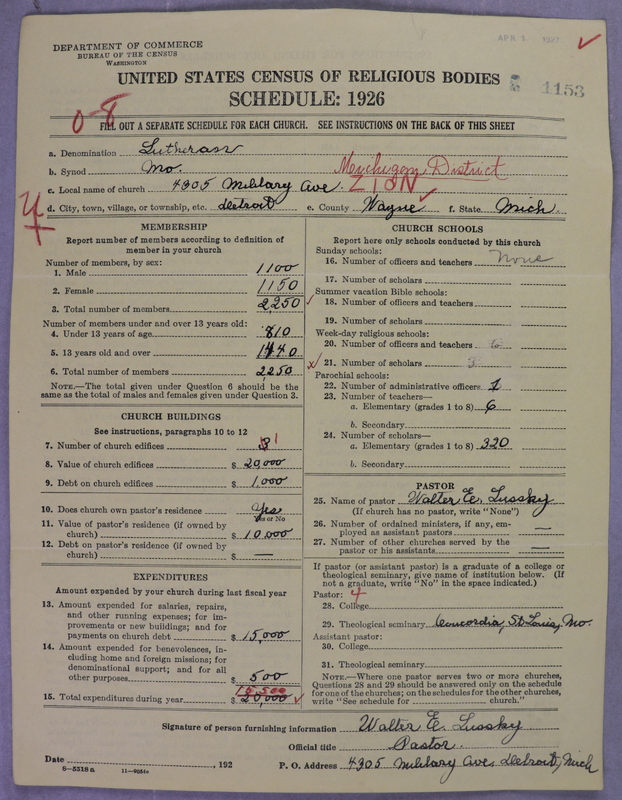 DEPARTMENT OF COMMERCE
BUREAU OF THE CENSUS
WASHINGTON
APR 1 1927
UNITED STATES CENSUS OF RELIGIOUS BODIES
SCHEDULE: 1926
1153
0-8
FILL OUT A SEPARATE SCHEDULE FOR EACH CHURCH. SEE INSTRUCTIONS ON THE BACK OF THIS SHEET
a. Denomination Lutheran
b. Synod Mo. Menchigem District
c. Local name of church 4305 Military Ave. ZION
d. City, town, village, or township, etc. Detroit e. County Wayne f. State Mich
MEMBERSHIP
Report number of members according to definition of
member in your church
Number of members, by sex:
1. Male 1100
2. Female 1150
3. Total number of members 2,250
Number of members under and over 13 years old:
4. Under 13 years of age 810
5. 13 years old and over 1440
6. Total number of members 2250
NOTE.—The total given under Question 6 should be the
same as the total of males and females given under Question 3.
CHURCH BUILDINGS
See instructions, paragraphs 10 to 12
7. Number of church edifices 3 1
8. Value of church edifices $ 20,000
9. Debt on church edifices $ 1,000
10. Does church own pastor's residence Yes
Yes or No
11. Value of pastor's residence (if owned by
church) $ 10,000
12. Debt on pastor's residence (if owned by
church) $ —
EXPENDITURES
Amount expended by your church during last fiscal year
13. Amount expended for salaries, repairs,
and other running expenses; for im-
provements or new buildings; and for
payments on church debt $ 15,000
14. Amount expended for benevolences, in-
cluding home and foreign missions; for
denominational support; and for all
other purposes $ 500
15,500
15. Total expenditures during year $ 20,000
CHURCH SCHOOLS
Report here only schools conducted by this church
Sunday schools:
16. Number of officers and teachers None
17. Number of scholars
Summer vacation Bible schools:
18. Number of officers and teachers
19. Number of scholars
Week-day religious schools:
20. Number of officers and teachers 6
21. Number of scholars
Parochial schools:
22. Number of administrative officers 1
23. Number of teachers—
a. Elementary (grades 1 to 8) 6
b. Secondary
24. Number of scholars—
a. Elementary (grades 1 to 8) 320
b. Secondary
PASTOR
25. Name of pastor Walter E. Lussky
(If church has no pastor, write "None")
26. Number of ordained ministers, if any, em-
ployed as assistant pastors —
27. Number of other churches served by the
pastor or his assistants —
If pastor (or assistant pastor) is a graduate of a college or
theological seminary, give name of institution below. (If
not a graduate, write "No" in the space indicated.)
Pastor: 4
28. College
29. Theological seminary Concordia, St. Louis, Mo.
Assistant pastor:
30. College
31. Theological seminary
NOTE.—Where one pastor serves two or more churches,
Questions 28 and 29 should be answered only on the schedule
for one of the churches; on the schedules for the other churches,
write "See schedule for church."
Signature of person furnishing information Walter E. Lussky
Official title Pastor.
Date , 192 P. O. Address 4305 Military Ave, Detroit, Mich
8—5518a 11—9084a